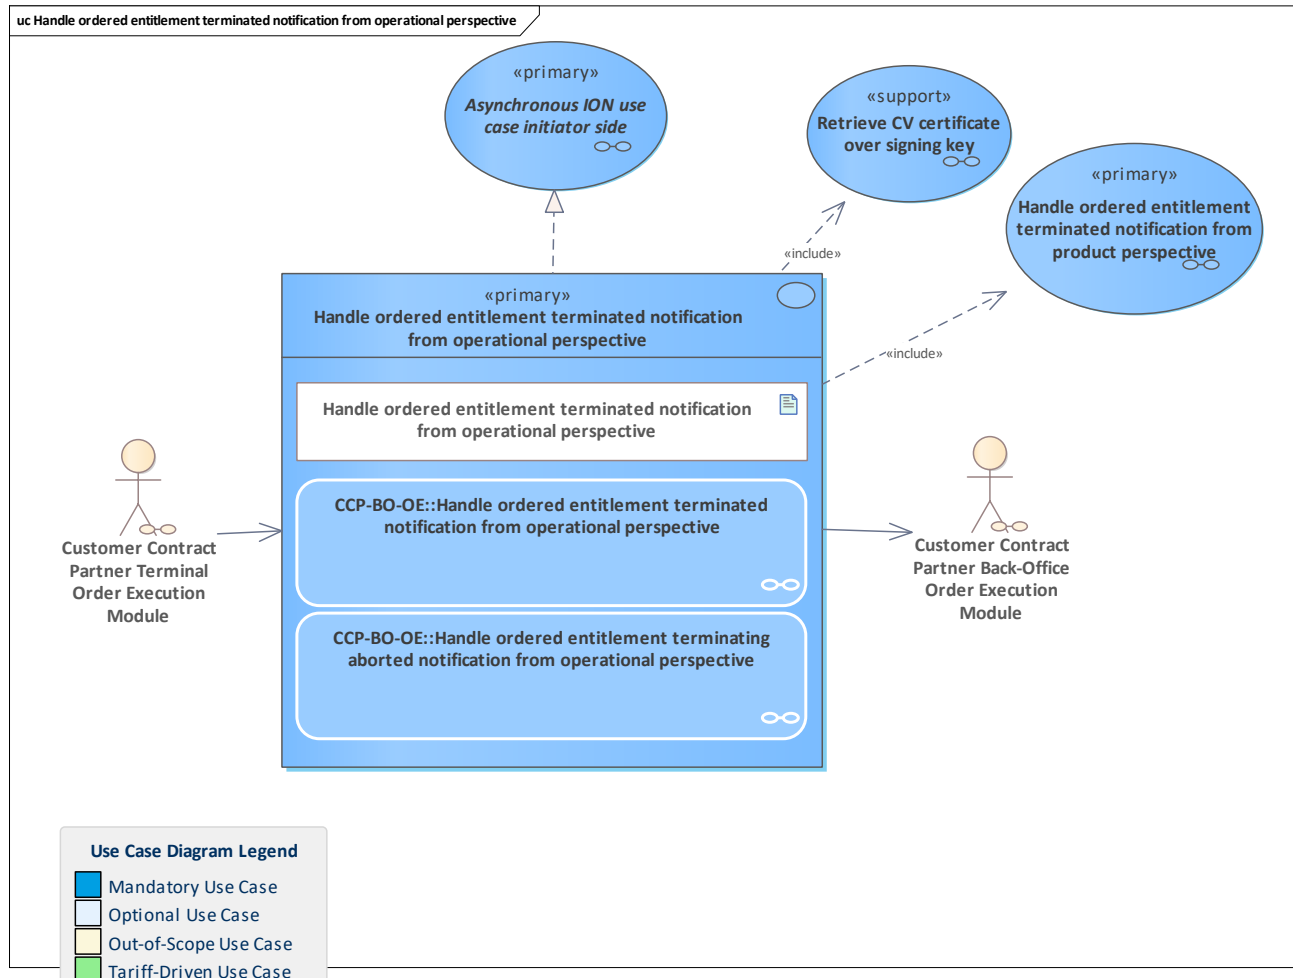 uc Handle ordered entitlement terminated notification from operational perspective
«primary»
Asynchronous ION use
case initiator side
«support»
Retrieve CV certificate
over signing key
«primary»
Handle ordered entitlement
terminated notification from
product perspective
«include»
«include»
«primary»
Handle ordered entitlement terminated notification
from operational perspective
Handle ordered entitlement terminated notification
from operational perspective
CCP-BO-OE::Handle ordered entitlement terminated
notification from operational perspective
CCP-BO-OE::Handle ordered entitlement terminating
aborted notification from operational perspective
Customer Contract
Partner Terminal
Order Execution
Module
Customer Contract
Partner Back-Office
Order Execution
Module
Use Case Diagram Legend
Mandatory Use Case
Optional Use Case
Out-of-Scope Use Case
Tariff-Driven Use Case